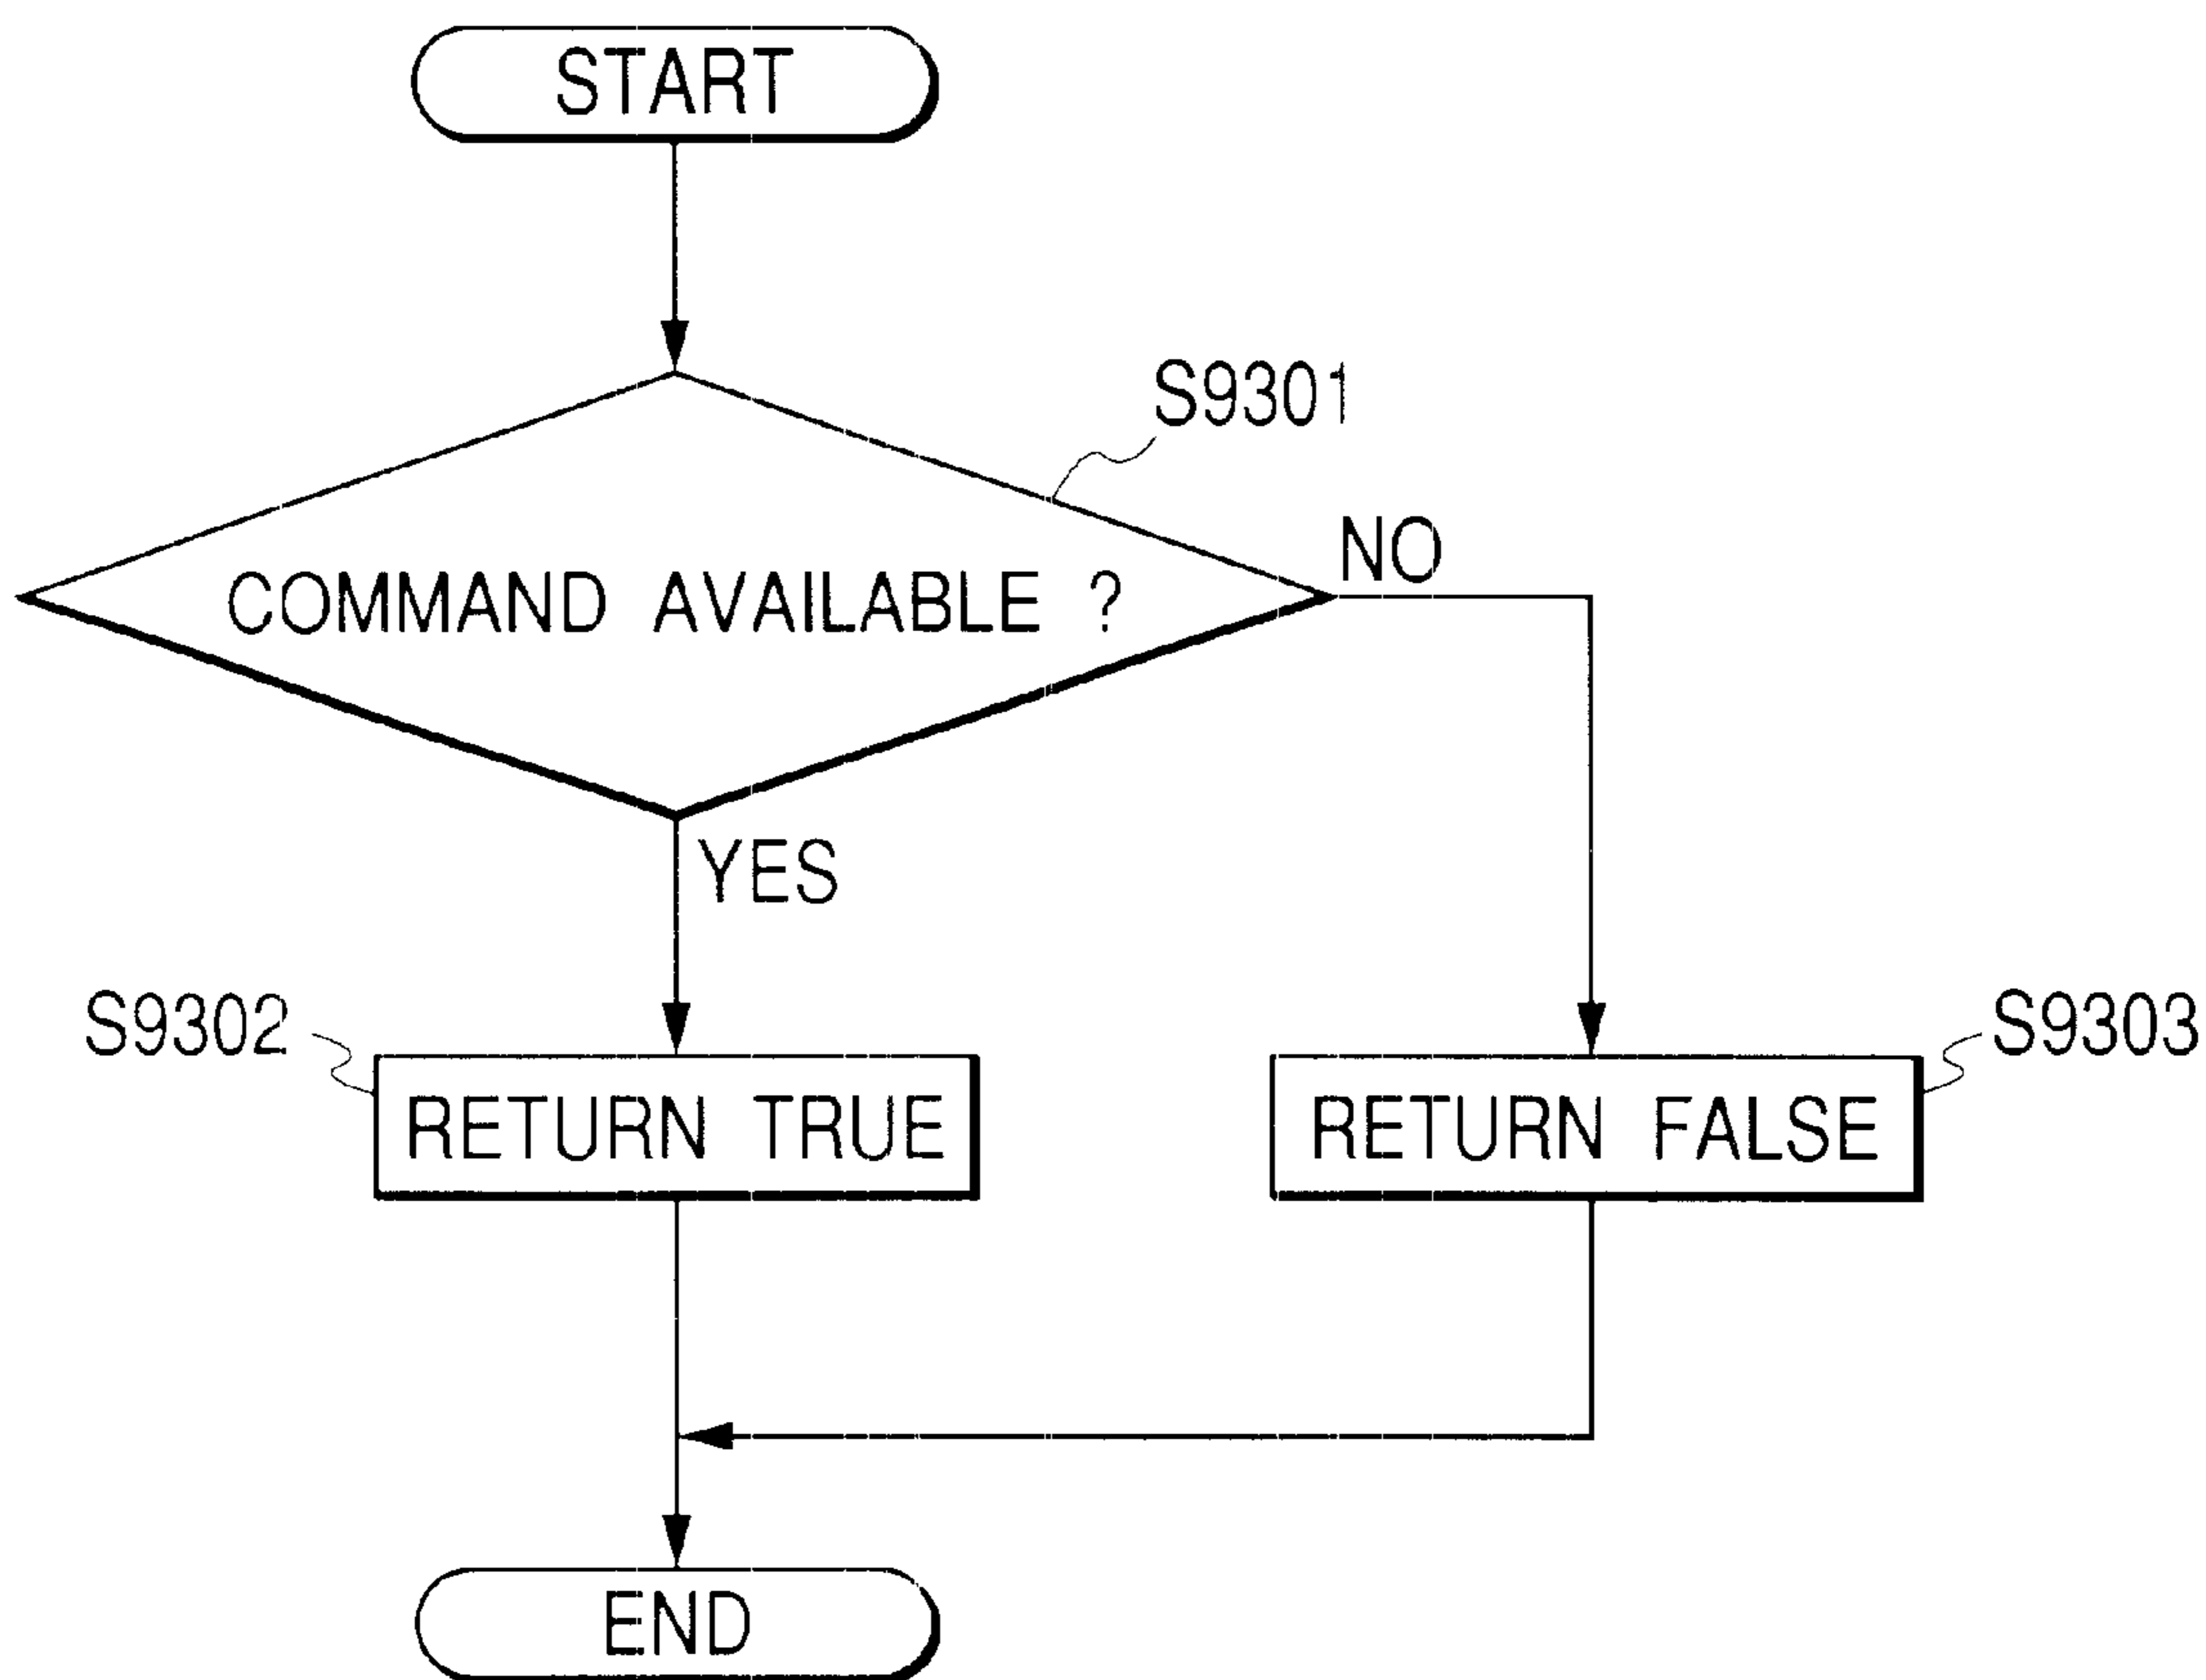 START
S9301
NO
COMMAND AVAILABLE ?
YES
S9302
S9303
RETURN TRUE
RETURN FALSE
END